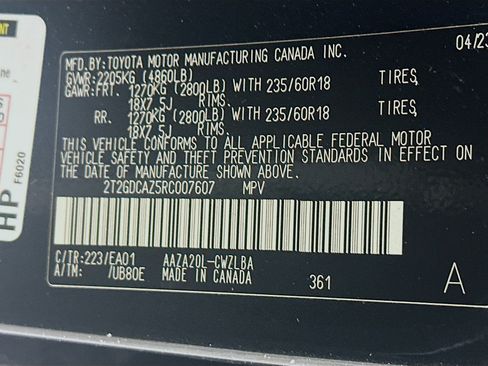 MFD.BY:TOYOTA MOTOR MANUFACTURING CANADA INC. 04/23
GVWR:2205KG (4860LB)
GAWR:FRT. 1270KG (2800LB) WITH 235/60R18 TIRES,
18X7.5J RIMS.
RR. 1270KG (2800LB) WITH 235/60R18 TIRES,
18X7.5J RIMS.
THIS VEHICLE CONFORMS TO ALL APPLICABLE FEDERAL MOTOR
VEHICLE SAFETY AND THEFT PREVENTION STANDARDS IN EFFECT ON
THE DATE OF MANUFACTURE SHOWN ABOVE.
2T2GDCAZ5RC007607 MPV
C/TR:223/EA01 AAZA20L-CWZLBA
A/TM: /UB80E MADE IN CANADA
361
A
HP
F6020